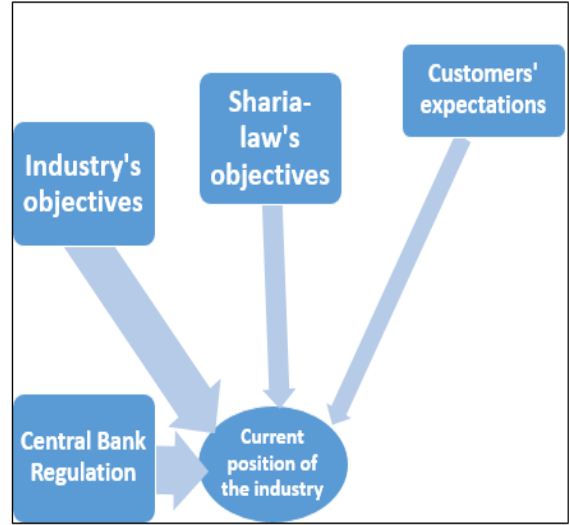 Customers'
expectations
Sharia-
law's
objectives
Industry's
objectives
Central Bank
Regulation
Current
position of
the industry